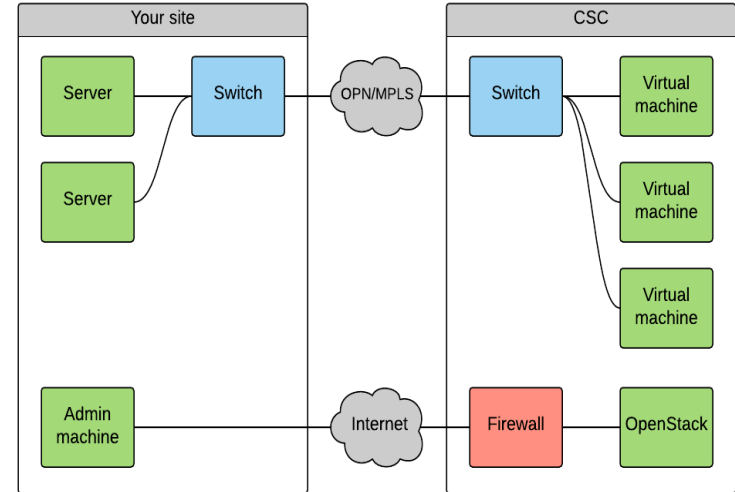 Your site
CSC
Server
Switch
OPN/MPLS
Switch
Virtual
machine
Server
Virtual
machine
Virtual
machine
Admin
machine
Internet
Firewall
OpenStack